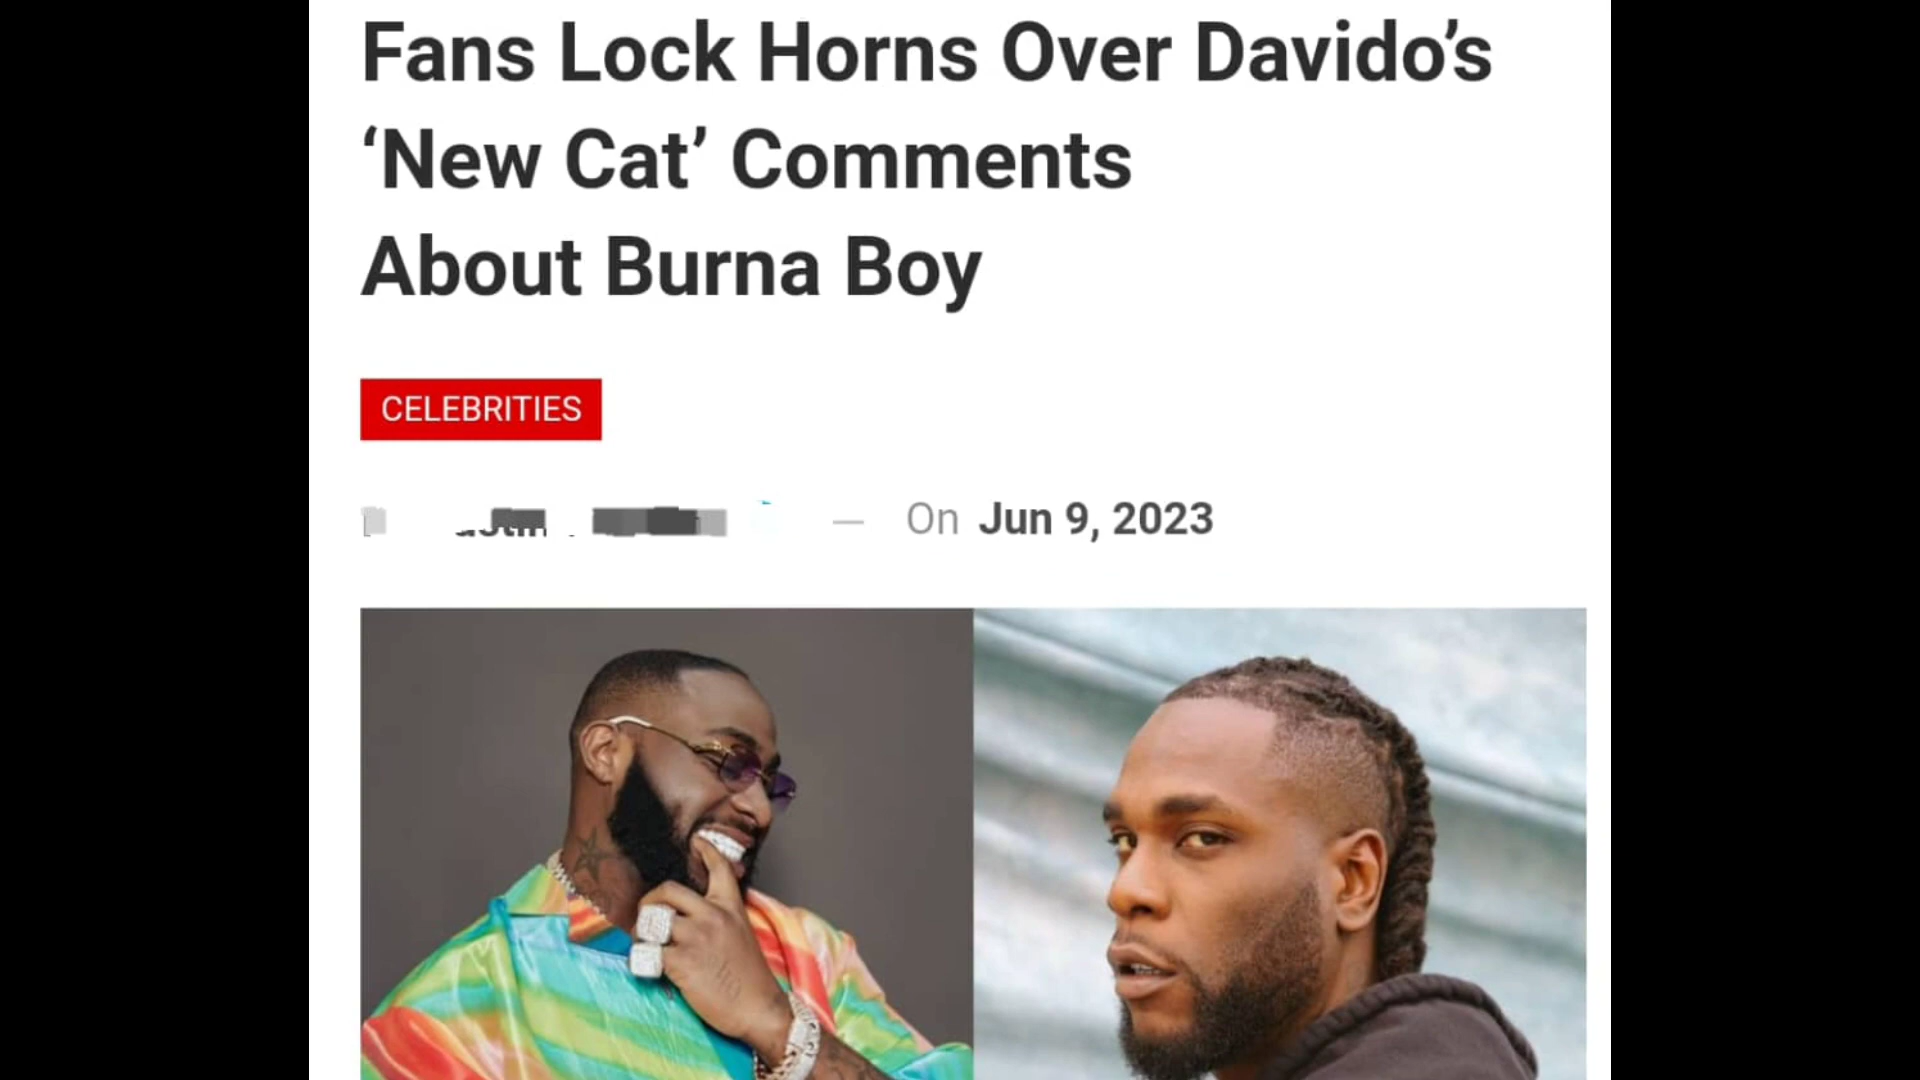 Fans Lock Horns Over Davido’s
‘New Cat’ Comments
About Burna Boy
CELEBRITIES
— On Jun 9, 2023